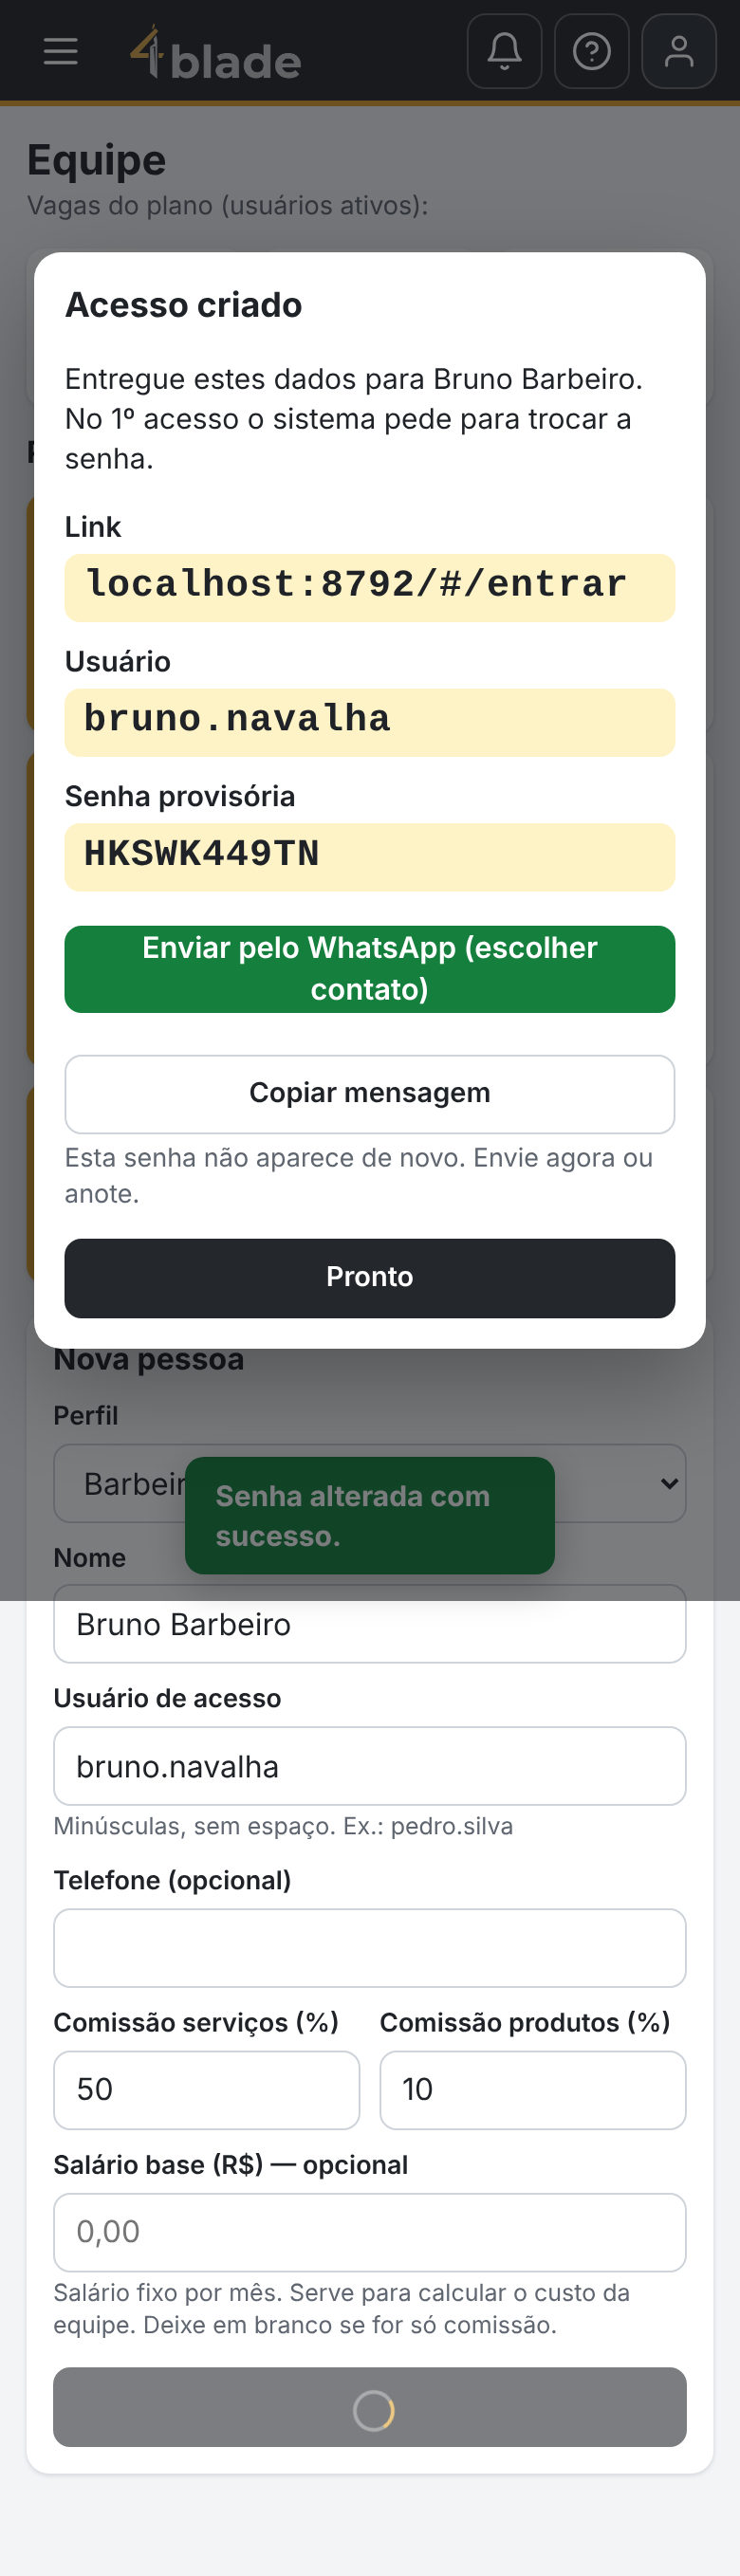 4blade
Equipe
Vagas do plano (usuários ativos):
Acesso criado
Entregue estes dados para Bruno Barbeiro.
No 1º acesso o sistema pede para trocar a
senha.
Link
localhost:8792/#/entrar
Usuário
bruno.navalha
Senha provisória
HKSWK449TN
Enviar pelo WhatsApp (escolher
contato)
Copiar mensagem
Esta senha não aparece de novo. Envie agora ou
anote.
Pronto
Nova pessoa
Perfil
Senha alterada com
sucesso.
Nome
Bruno Barbeiro
Usuário de acesso
bruno.navalha
Minúsculas, sem espaço. Ex.: pedro.silva
Telefone (opcional)
Comissão serviços (%)
Comissão produtos (%)
50
10
Salário base (R$) — opcional
0,00
Salário fixo por mês. Serve para calcular o custo da
equipe. Deixe em branco se for só comissão.